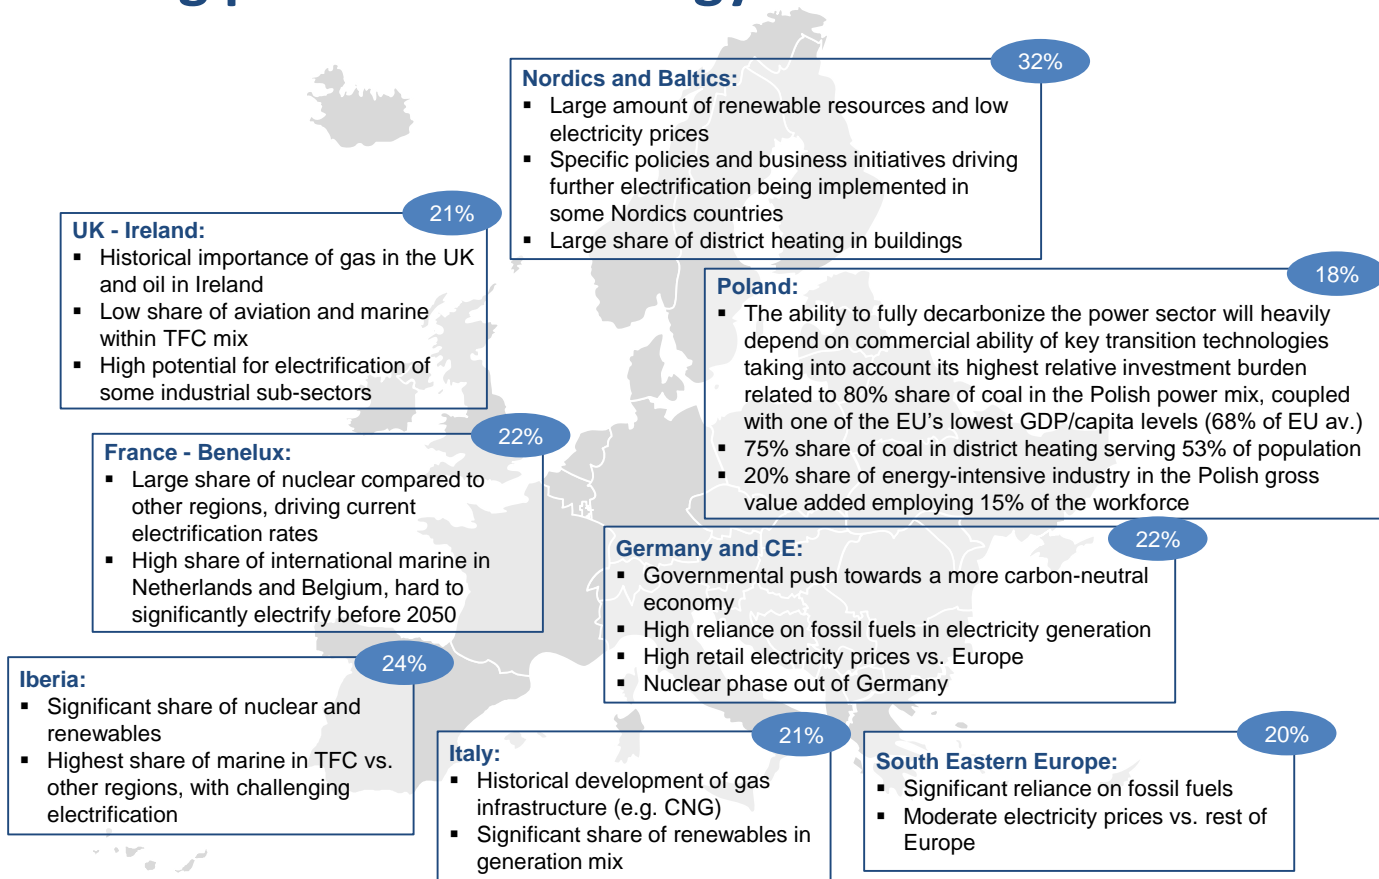 32%
Nordics and Baltics:
▪ Large amount of renewable resources and low
electricity prices
▪ Specific policies and business initiatives driving
further electrification being implemented in
some Nordics countries
▪ Large share of district heating in buildings
21%
UK - Ireland:
▪ Historical importance of gas in the UK
and oil in Ireland
▪ Low share of aviation and marine
within TFC mix
▪ High potential for electrification of
some industrial sub-sectors
18%
Poland:
▪ The ability to fully decarbonize the power sector will heavily
depend on commercial ability of key transition technologies
taking into account its highest relative investment burden
related to 80% share of coal in the Polish power mix, coupled
with one of the EU's lowest GDP/capita levels (68% of EU av.)
▪ 75% share of coal in district heating serving 53% of population
▪ 20% share of energy-intensive industry in the Polish gross
value added employing 15% of the workforce
22%
France - Benelux:
▪ Large share of nuclear compared to
other regions, driving current
electrification rates
▪ High share of international marine in
Netherlands and Belgium, hard to
significantly electrify before 2050
22%
Germany and CE:
▪ Governmental push towards a more carbon-neutral
economy
▪ High reliance on fossil fuels in electricity generation
▪ High retail electricity prices vs. Europe
▪ Nuclear phase out of Germany
24%
Iberia:
▪ Significant share of nuclear and
renewables
▪ Highest share of marine in TFC vs.
other regions, with challenging
electrification
21%
Italy:
▪ Historical development of gas
infrastructure (e.g. CNG)
▪ Significant share of renewables in
generation mix
20%
South Eastern Europe:
▪ Significant reliance on fossil fuels
▪ Moderate electricity prices vs. rest of
Europe